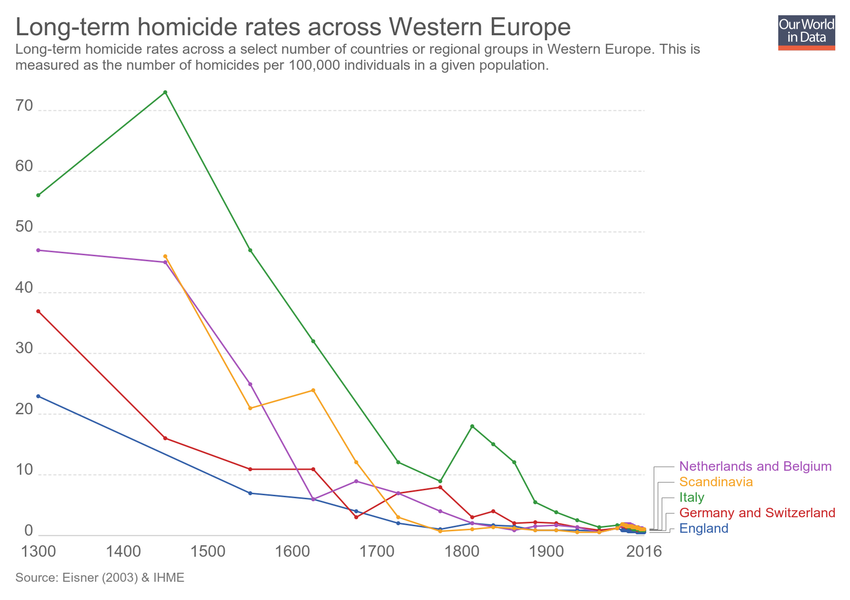 Long-term homicide rates across Western Europe
Our World
in Data
Long-term homicide rates across a select number of countries or regional groups in Western Europe. This is
measured as the number of homicides per 100,000 individuals in a given population.
70
60
50
40
30
20
10
0
1300 1400 1500 1600 1700 1800 1900 2016
Netherlands and Belgium
Scandinavia
Italy
Germany and Switzerland
England
Source: Eisner (2003) & IHME